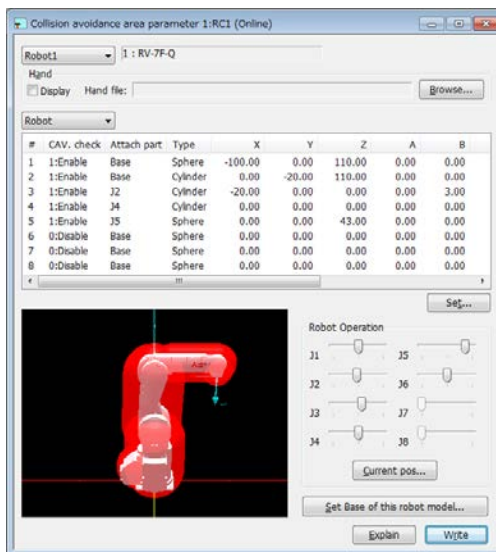 Collision avoidance area parameter 1:RC1 (Online)
Robot1 1 : RV-7F-Q
Hand
Display Hand file: Browse...
Robot
# CAV. check Attach part Type X Y Z A B
1 1:Enable Base Sphere -100.00 0.00 110.00 0.00 0.00
2 1:Enable Base Cylinder 0.00 -20.00 110.00 0.00 0.00
3 1:Enable J2 Cylinder -20.00 0.00 0.00 0.00 3.00
4 1:Enable J4 Cylinder 0.00 0.00 0.00 0.00 0.00
5 1:Enable J5 Sphere 0.00 0.00 43.00 0.00 0.00
6 0:Disable Base Sphere 0.00 0.00 0.00 0.00 0.00
7 0:Disable Base Sphere 0.00 0.00 0.00 0.00 0.00
8 0:Disable Base Sphere 0.00 0.00 0.00 0.00 0.00
Set...
Robot Operation
J1 J5
J2 J6
J3 J7
J4 J8
Current pos...
Set Base of this robot model...
Explain Write